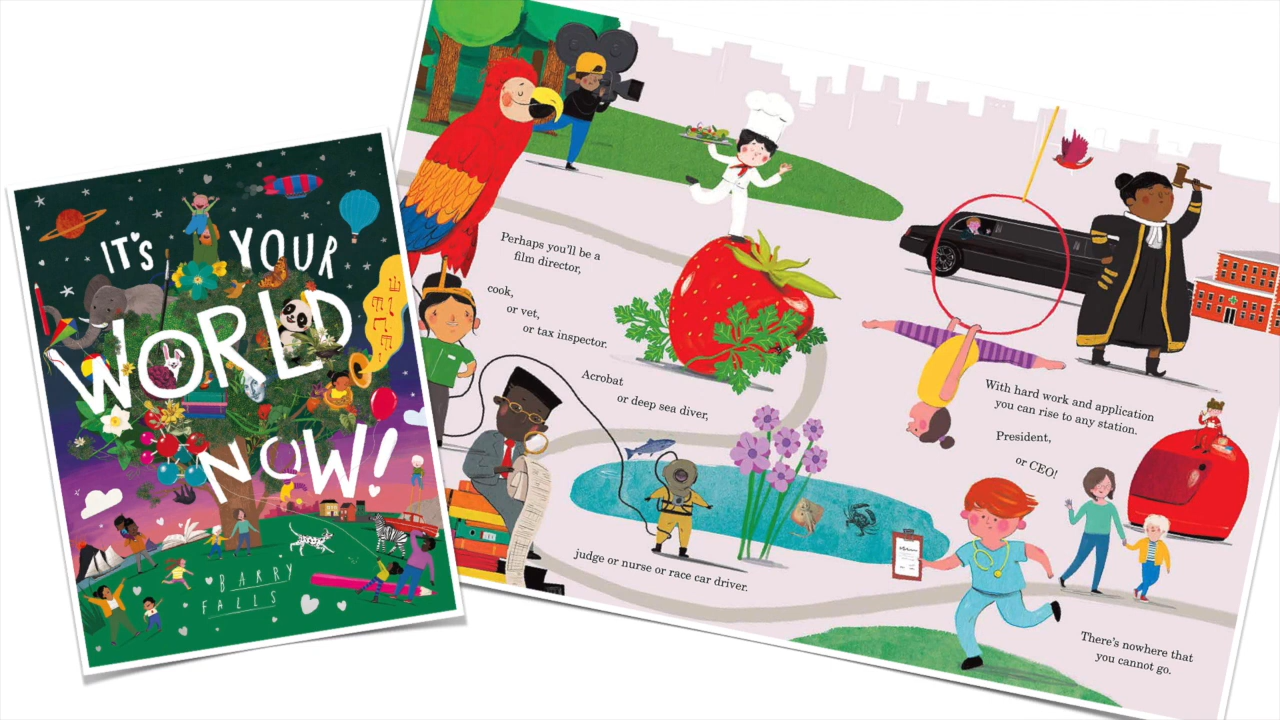 IT'S YOUR
WORLD
NOW!
BARRY
FALLS
Perhaps you'll be a
film director,
cook,
or vet,
or tax inspector.
Acrobat
or deep sea diver,
judge or nurse or race car driver.
With hard work and application
you can rise to any station.
President,
or CEO!
There's nowhere that
you cannot go.